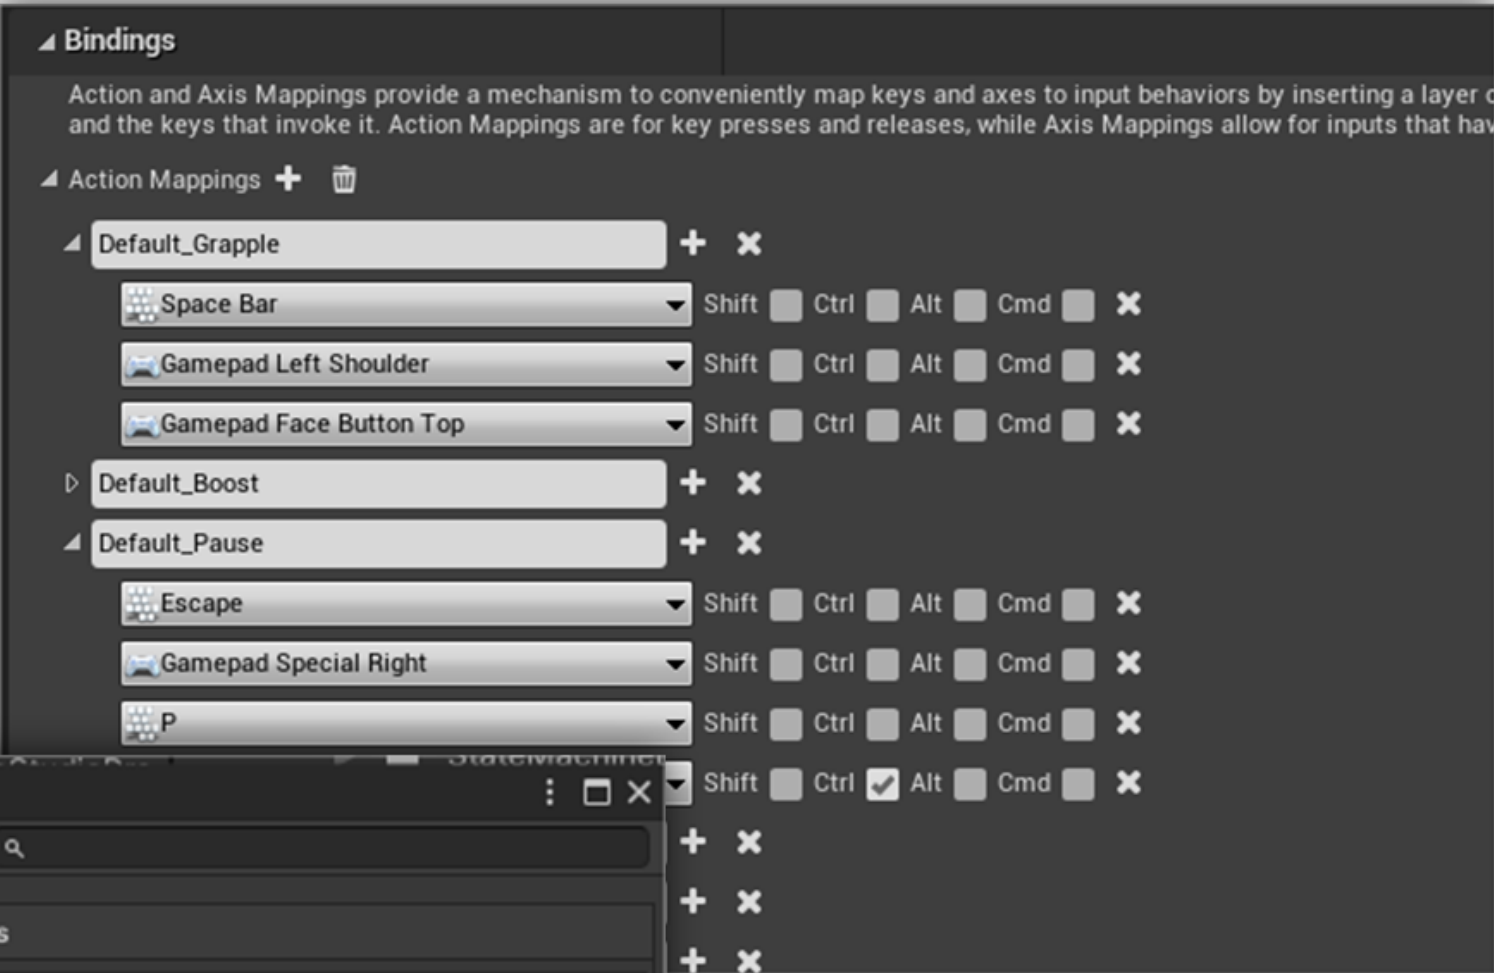 Bindings
Action and Axis Mappings provide a mechanism to conveniently map keys and axes to input behaviors by inserting a layer
and the keys that invoke it. Action Mappings are for key presses and releases, while Axis Mappings allow for inputs that hav
Action Mappings
Default_Grapple
Space Bar Shift Ctrl Alt Cmd
Gamepad Left Shoulder Shift Ctrl Alt Cmd
Gamepad Face Button Top Shift Ctrl Alt Cmd
Default_Boost
Default_Pause
Escape Shift Ctrl Alt Cmd
Gamepad Special Right Shift Ctrl Alt Cmd
P Shift Ctrl Alt Cmd
Shift Ctrl Alt Cmd
s